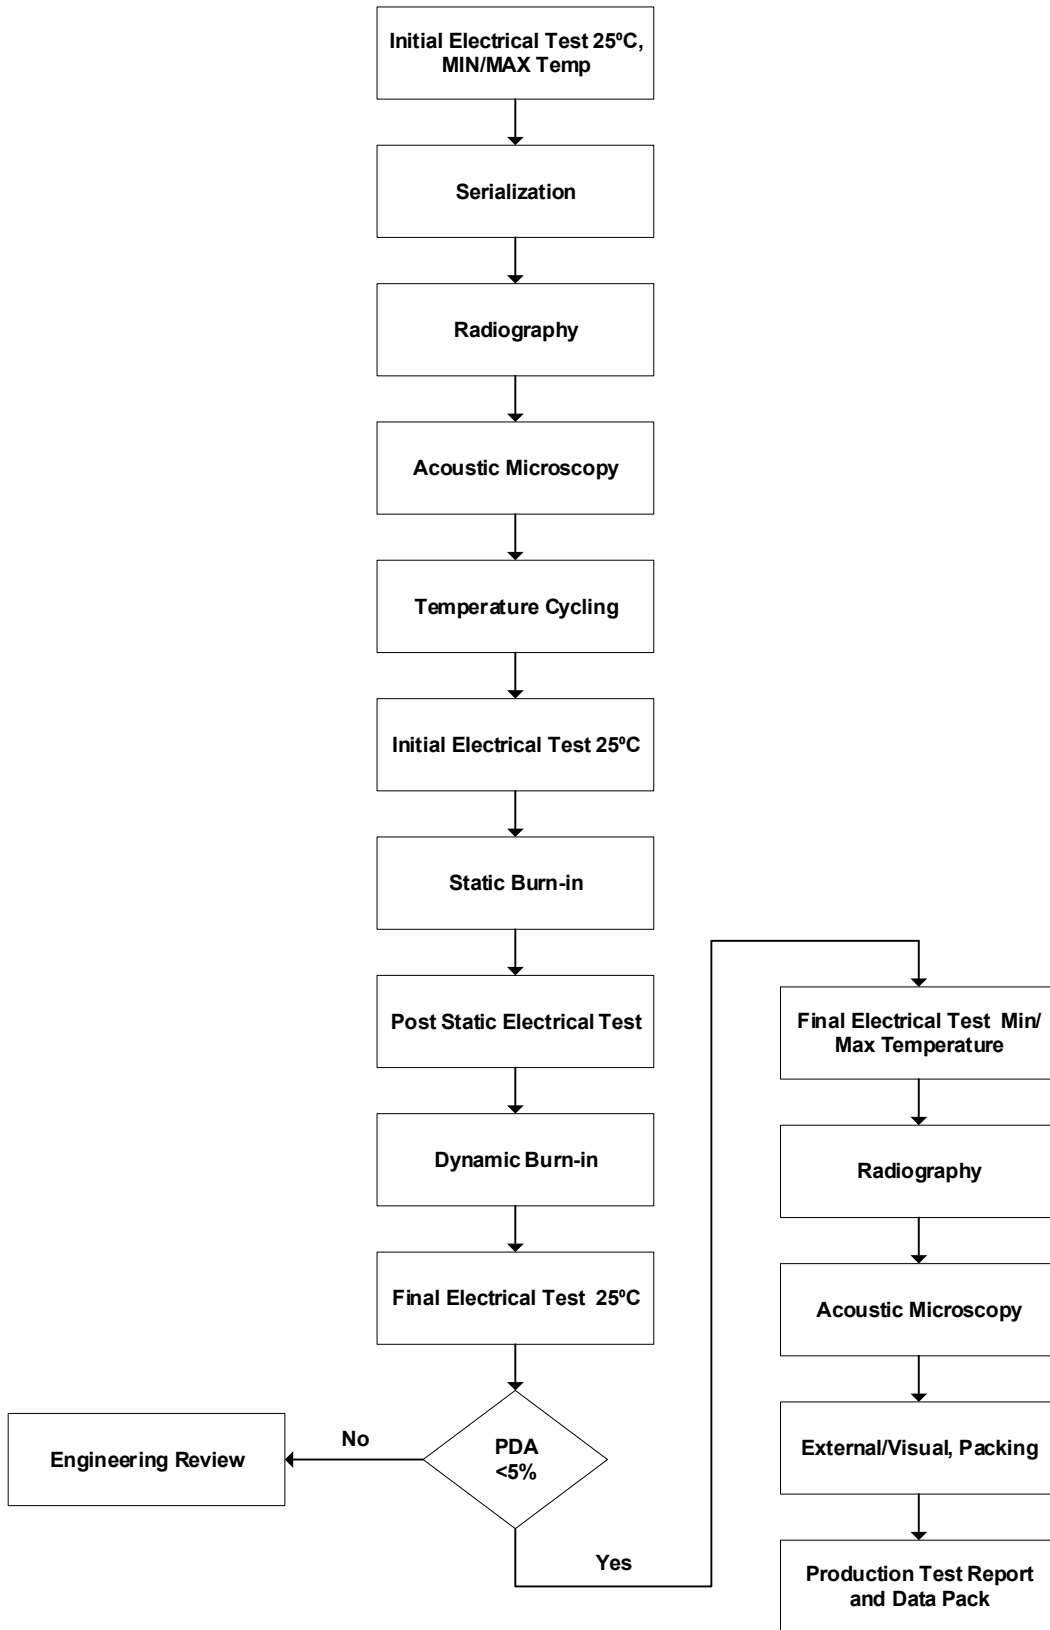 Initial Electrical Test 25ºC,
MIN/MAX Temp
Serialization
Radiography
Acoustic Microscopy
Temperature Cycling
Initial Electrical Test 25ºC
Static Burn-in
Post Static Electrical Test
Dynamic Burn-in
Final Electrical Test 25ºC
PDA
<5%
No
Engineering Review
Yes
Final Electrical Test Min/
Max Temperature
Radiography
Acoustic Microscopy
External/Visual, Packing
Production Test Report
and Data Pack